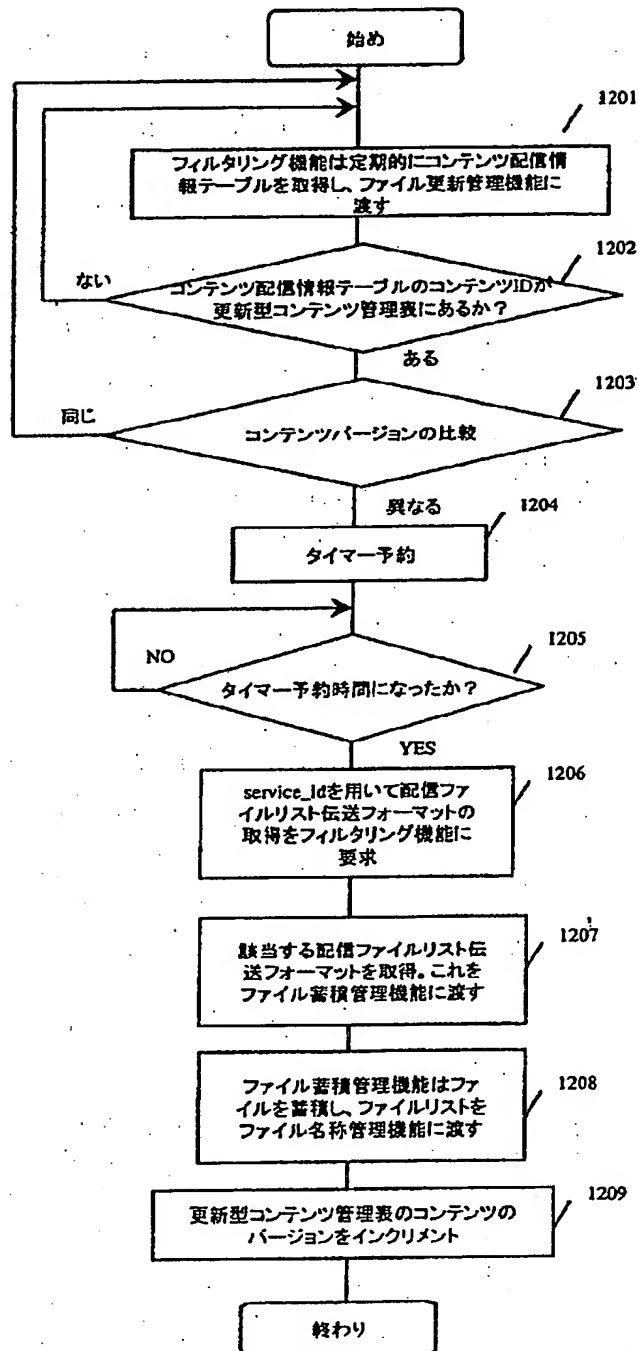 始め
1201
フィルタリング機能は定期的にコンテンツ配信情
報テーブルを取得し、ファイル更新管理機能に
渡す
1202
ない
コンテンツ配信情報テーブルのコンテンツIDが
更新型コンテンツ管理表にあるか？
ある
1203
同じ
コンテンツバージョンの比較
異なる
1204
タイマー予約
1205
NO
タイマー予約時間になったか？
YES
1206
service_idを用いて配信ファ
イルリスト伝送フォーマットの
取得をフィルタリング機能に
要求
1207
該当する配信ファイルリスト伝
送フォーマットを取得。これを
ファイル蓄積管理機能に渡す
1208
ファイル蓄積管理機能はファ
イルを蓄積し、ファイルリストを
ファイル名称管理機能に渡す
1209
更新型コンテンツ管理表のコンテンツの
バージョンをインクリメント
終わり